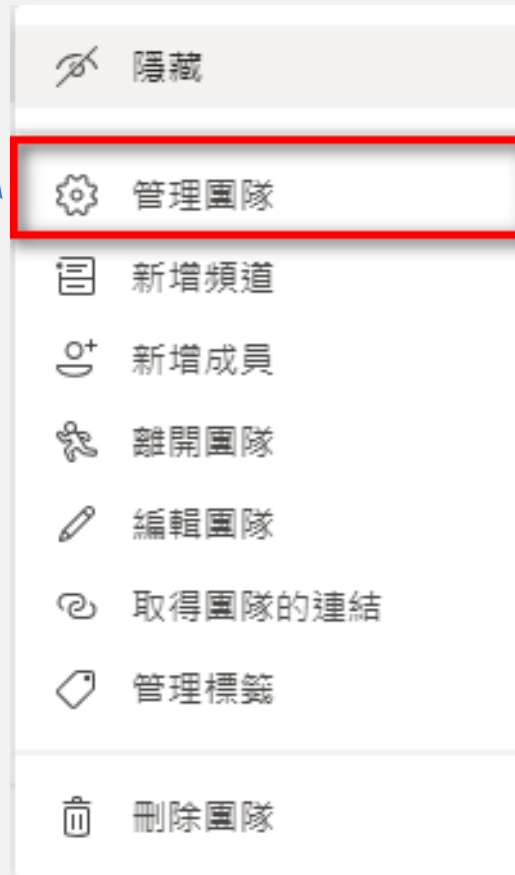 隱藏
管理團隊
新增頻道
新增成員
離開團隊
編輯團隊
取得團隊的連結
管理標籤
刪除團隊